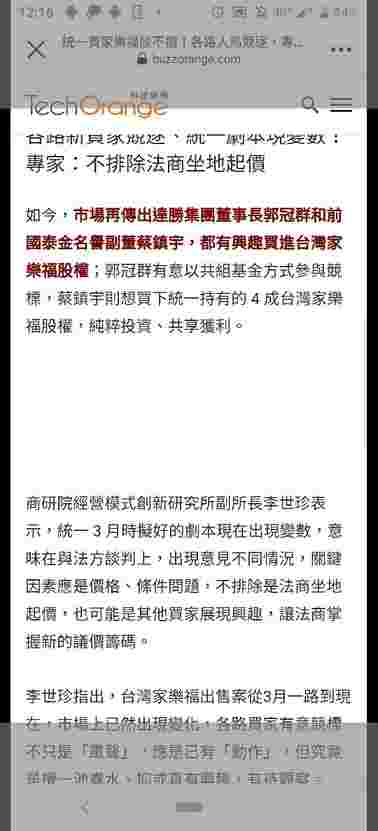 12:16
統一買家樂福談不攏！各路人馬競逐，專...
buzzorange.com
TechOrange
科技報橘
各路新買家競逐、統一劇本現變數！
專家：不排除法商坐地起價
如今，市場再傳出達勝集團董事長郭冠群和前
國泰金名譽副董蔡鎮宇，都有興趣買進台灣家
樂福股權；郭冠群有意以共組基金方式參與競
標，蔡鎮宇則想買下統一持有的 4 成台灣家樂
福股權，純粹投資、共享獲利。
商研院經營模式創新研究所副所長李世珍表
示，統一 3 月時擬好的劇本現在出現變數，意
味在與法方談判上，出現意見不同情況，關鍵
因素應是價格、條件問題，不排除是法商坐地
起價，也可能是其他買家展現興趣，讓法商掌
握新的議價籌碼。
李世珍指出，台灣家樂福出售案從3月一路到現
在，市場上已然出現變化，各路買家有意競標
不只是「風聲」，應是已有「動作」，但究竟